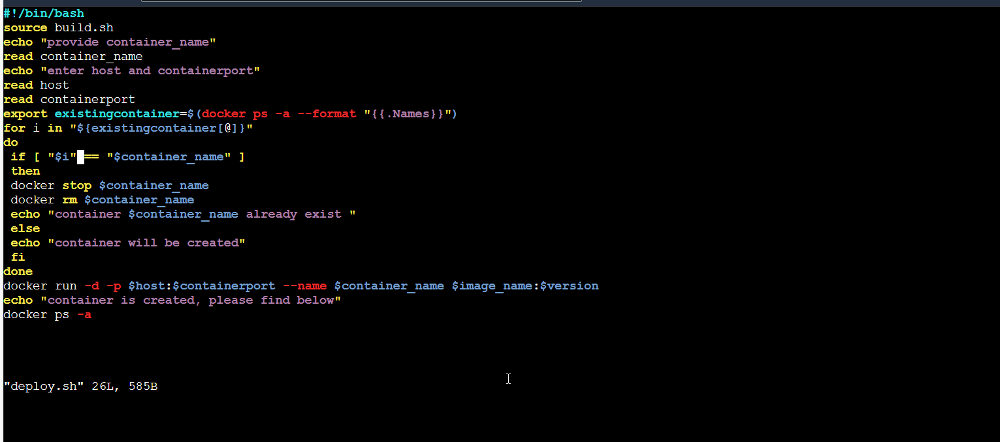 #!/bin/bash
source build.sh
echo "provide container_name"
read container_name
echo "enter host and containerport"
read host
read containerport
export existingcontainer=$(docker ps -a --format "{{.Names}}")
for i in "${existingcontainer[@]}"
do
 if [ "$i" == "$container_name" ]
 then
 docker stop $container_name
 docker rm $container_name
 echo "container $container_name already exist "
 else
 echo "container will be created"
 fi
done
docker run -d -p $host:$containerport --name $container_name $image_name:$version
echo "container is created, please find below"
docker ps -a
"deploy.sh" 26L, 585B